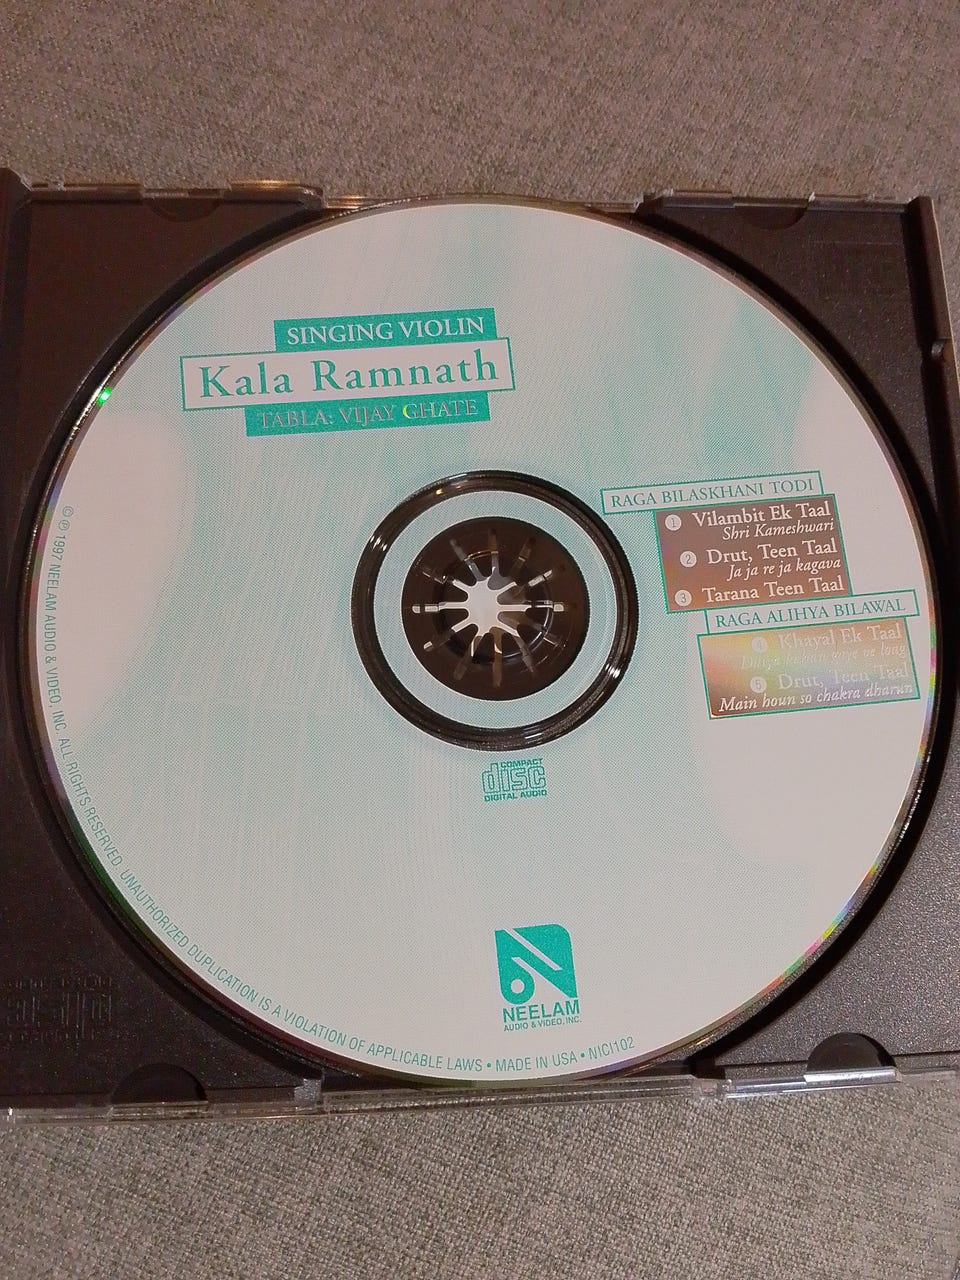 SINGING VIOLIN
Kala Ramnath
TABLA: VIJAY GHATE
RAGA BILASKHANI TODI
1 Vilambit Ek Taal
Shri Kameshwari
2 Drut, Teen Taal
Ja ja re ja kagava
3 Tarana Teen Taal
RAGA ALIHYA BILAWAL
4 Khayal Ek Taal
kahan
5 Drut, Teen Taal
Main houn so chakra dharun
COMPACT
disc
DIGITAL AUDIO
NEELAM
AUDIO & VIDEO, INC.
© ℗ 1997 NEELAM AUDIO & VIDEO, INC. ALL RIGHTS RESERVED. UNAUTHORIZED DUPLICATION IS A VIOLATION OF APPLICABLE LAWS • MADE IN USA • NICI102